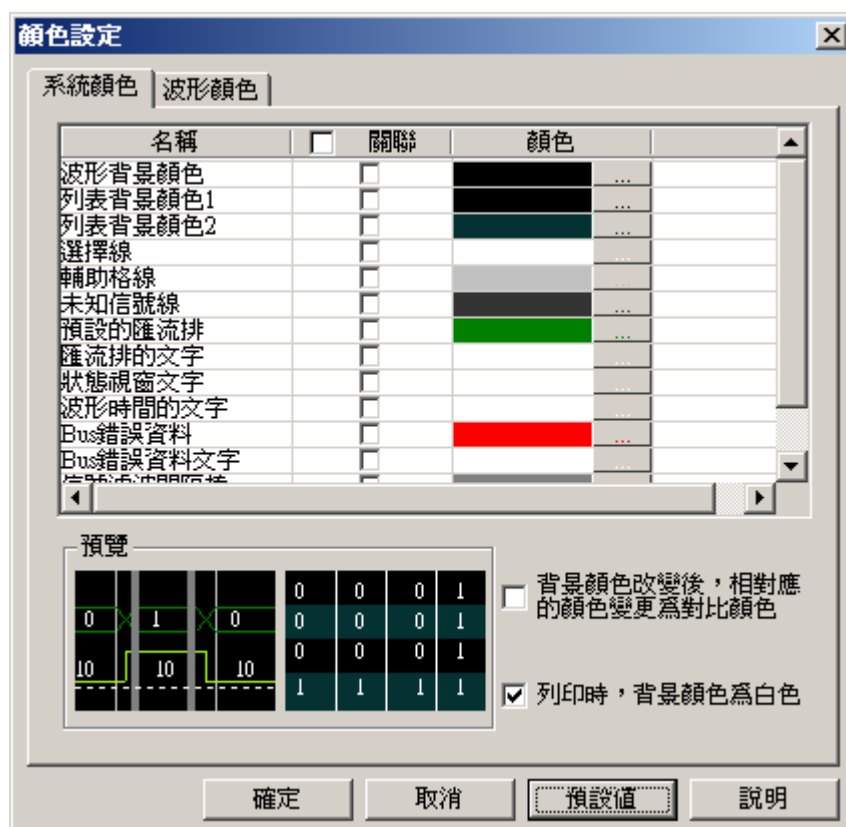 顏色設定
系統顏色 波形顏色
名稱 關聯 顏色
波形背景顏色 ...
列表背景顏色1 ...
列表背景顏色2 ...
選擇線 ...
輔助格線 ...
未知信號線 ...
預設的匯流排 ...
匯流排的文字 ...
狀態視窗文字 ...
波形時間的文字 ...
Bus錯誤資料 ...
Bus錯誤資料文字 ...
預覽
0 1 0
10 10 10
0 0 0 1
0 0 0 1
0 0 0 1
1 1 1 1
背景顏色改變後，相對應
的顏色變更為對比顏色
列印時，背景顏色為白色
確定 取消 預設值 說明